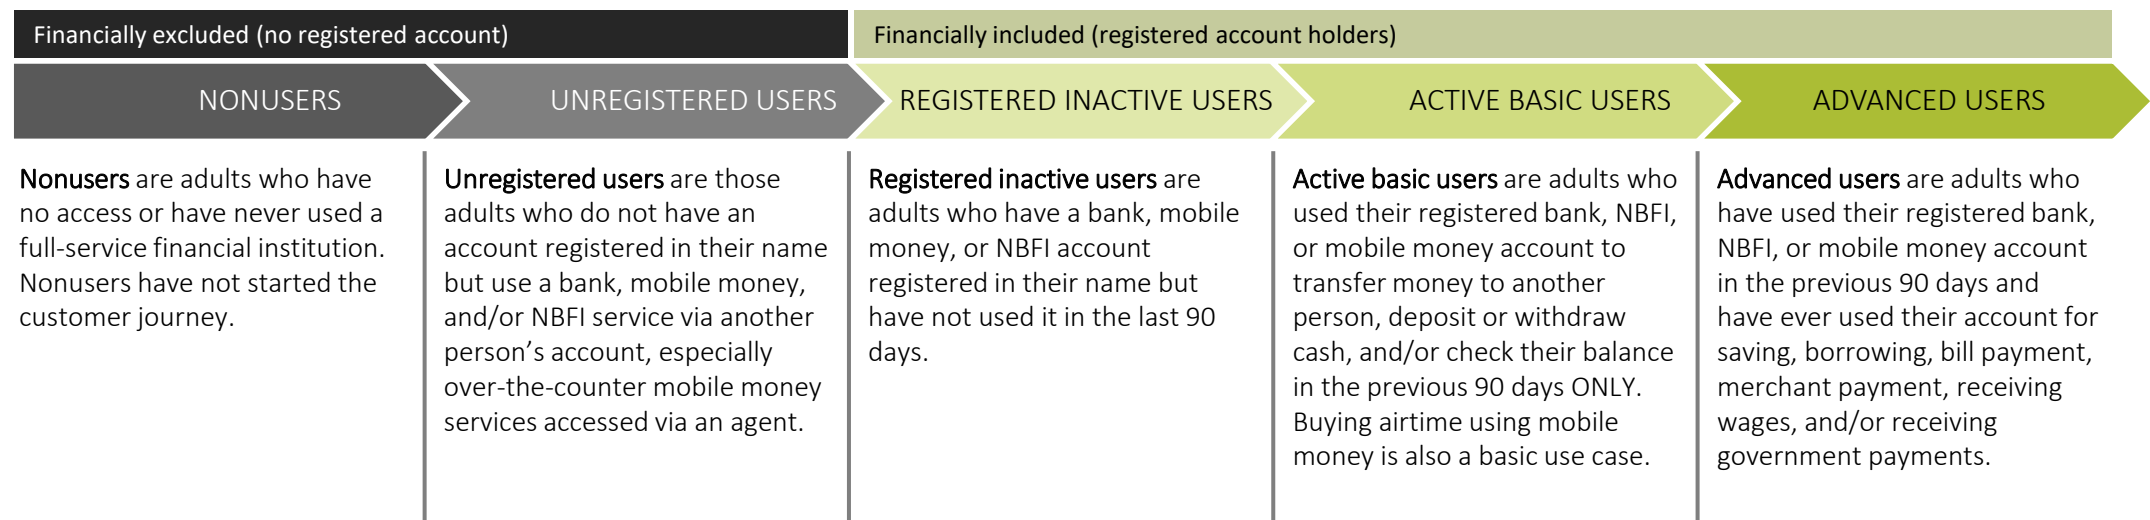 Financially excluded (no registered account)
Financially included (registered account holders)
NONUSERS
UNREGISTERED USERS
REGISTERED INACTIVE USERS
ACTIVE BASIC USERS
ADVANCED USERS
Nonusers are adults who have
no access or have never used a
full-service financial institution.
Nonusers have not started the
customer journey.
Unregistered users are those
adults who do not have an
account registered in their name
but use a bank, mobile money,
and/or NBFI service via another
person’s account, especially
over-the-counter mobile money
services accessed via an agent.
Registered inactive users are
adults who have a bank, mobile
money, or NBFI account
registered in their name but
have not used it in the last 90
days.
Active basic users are adults who
used their registered bank, NBFI,
or mobile money account to
transfer money to another
person, deposit or withdraw
cash, and/or check their balance
in the previous 90 days ONLY.
Buying airtime using mobile
money is also a basic use case.
Advanced users are adults who
have used their registered bank,
NBFI, or mobile money account
in the previous 90 days and
have ever used their account for
saving, borrowing, bill payment,
merchant payment, receiving
wages, and/or receiving
government payments.